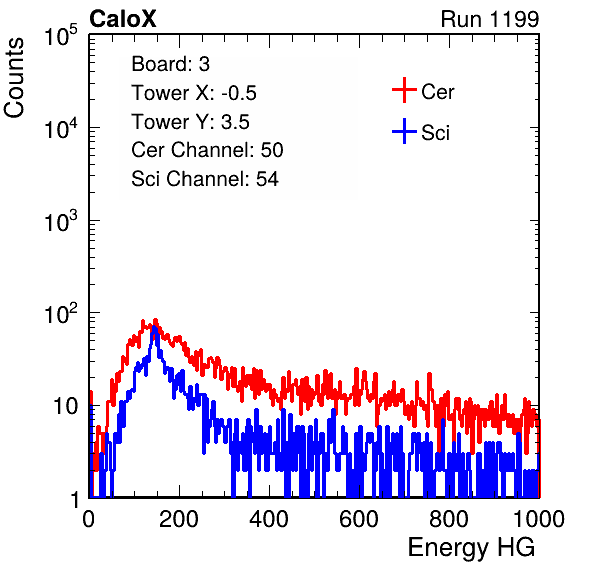 CaloX Run 1199
Counts
Board: 3
Tower X: -0.5
Tower Y: 3.5
Cer Channel: 50
Sci Channel: 54
Cer
Sci
10^5
10^4
10^3
10^2
10
1
0 200 400 600 800 1000
Energy HG